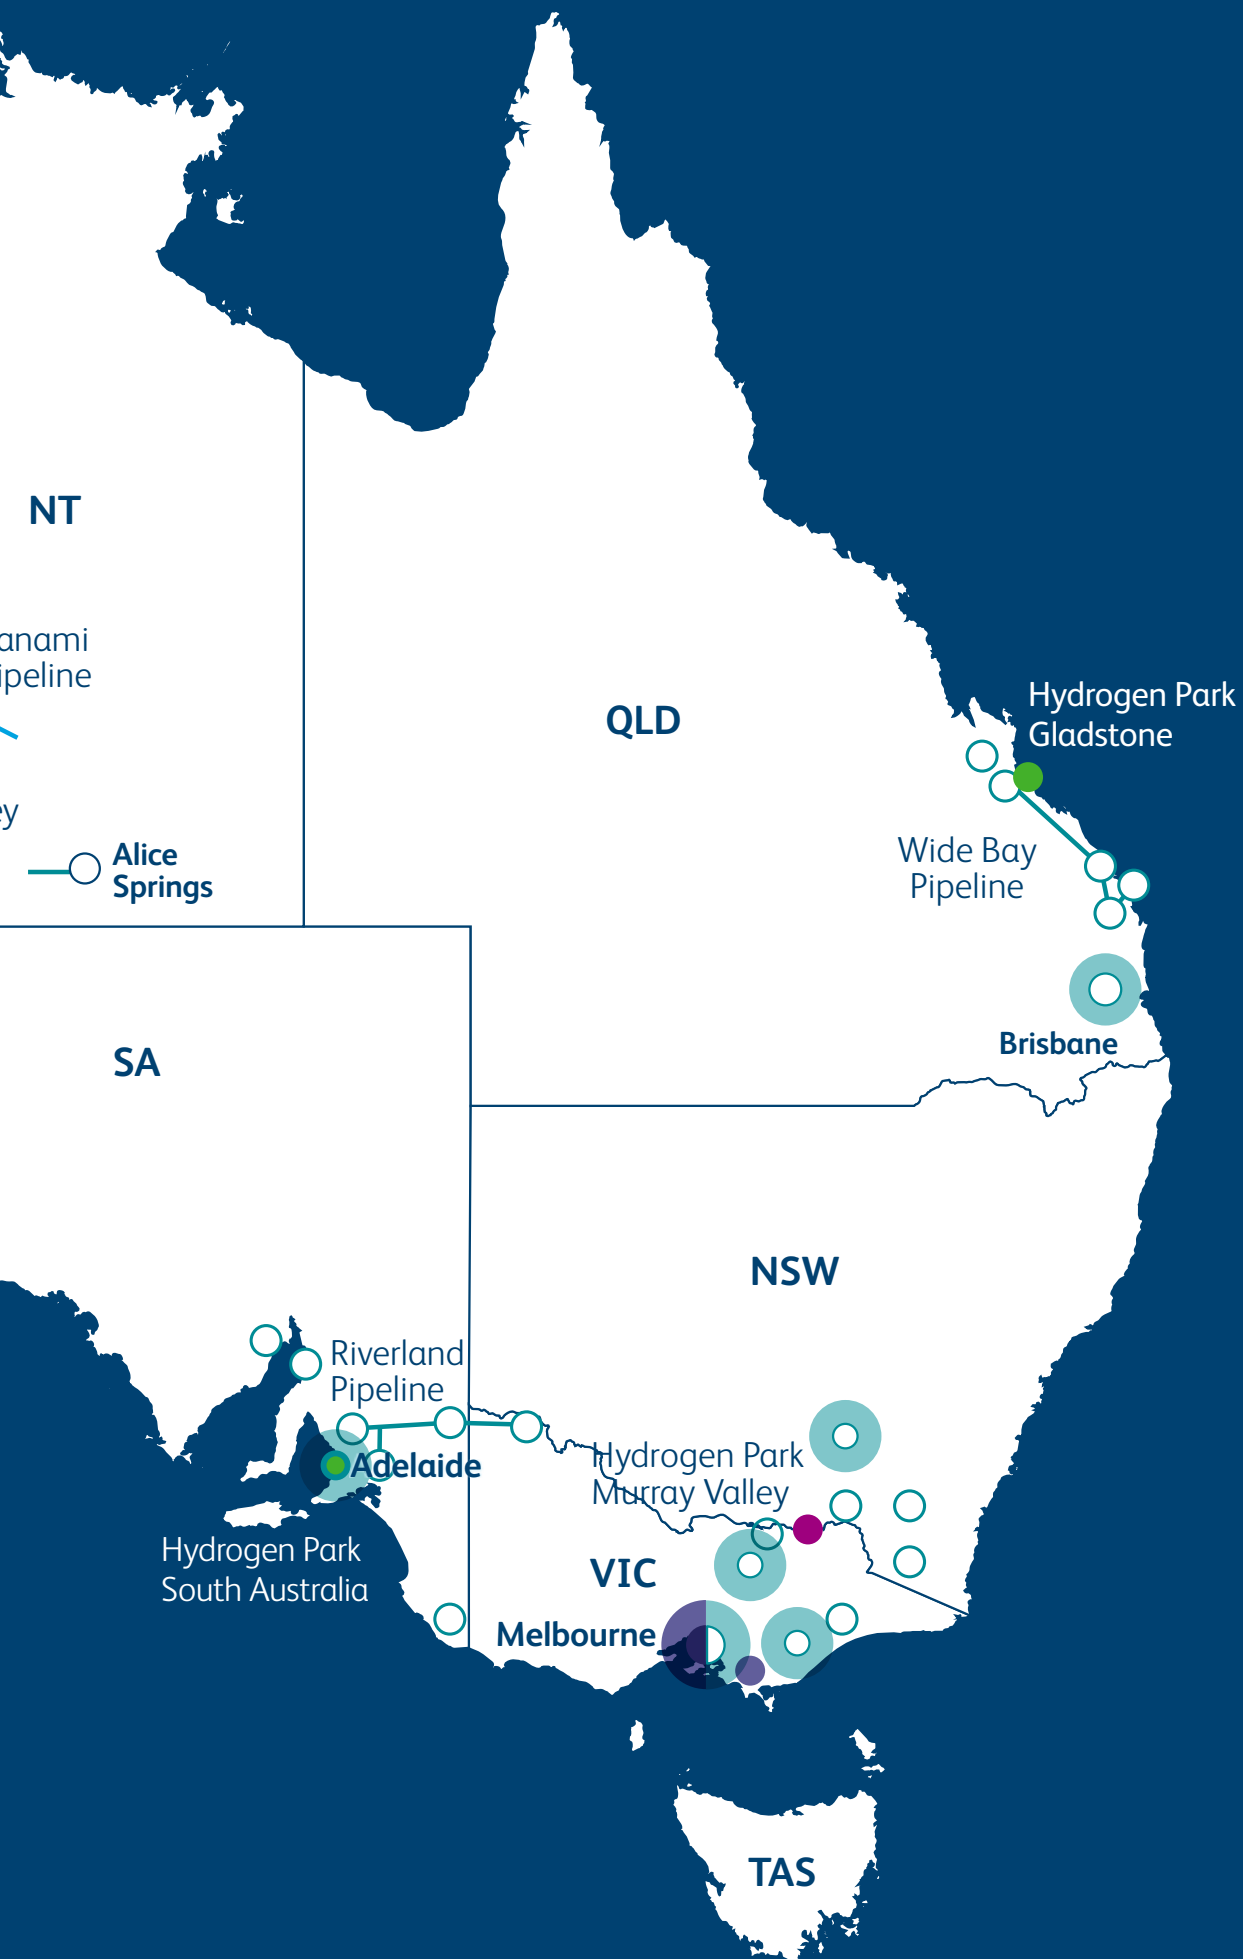 NT
anami
ipeline
ey
Alice
Springs
QLD
Hydrogen Park
Gladstone
Wide Bay
Pipeline
Brisbane
SA
NSW
Riverland
Pipeline
Adelaide
Hydrogen Park
Murray Valley
Hydrogen Park
South Australia
VIC
Melbourne
TAS